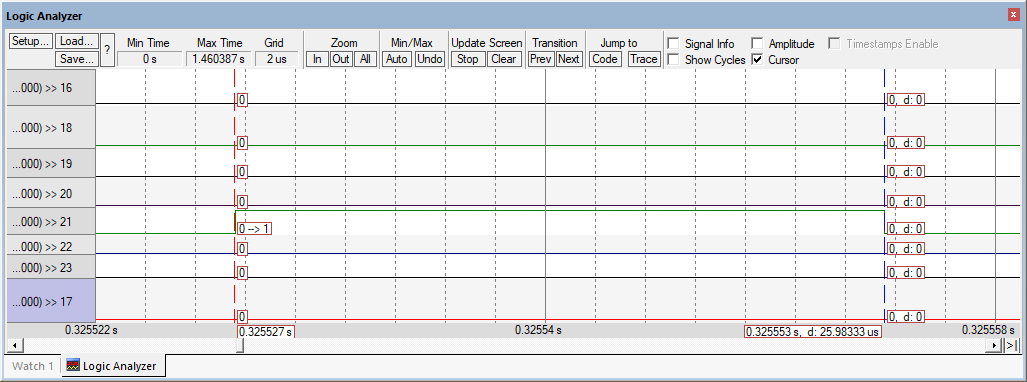 Logic Analyzer
Setup... Load... Min Time Max Time Grid Zoom Min/Max Update Screen Transition Jump to Signal Info Amplitude Timestamps Enable
Save... ? 0 s 1.460387 s 2 us In Out All Auto Undo Stop Clear Prev Next Code Trace Show Cycles Cursor
...000) >> 16 0 0, d: 0
...000) >> 18 0 0, d: 0
...000) >> 19 0 0, d: 0
...000) >> 20 0 0, d: 0
...000) >> 21 0 --> 1 0, d: 0
...000) >> 22 0 0, d: 0
...000) >> 23 0 0, d: 0
...000) >> 17 0 0, d: 0
0.325522 s 0.325527 s 0.32554 s 0.325553 s, d: 25.98333 us 0.325558 s
>|
Watch 1 Logic Analyzer